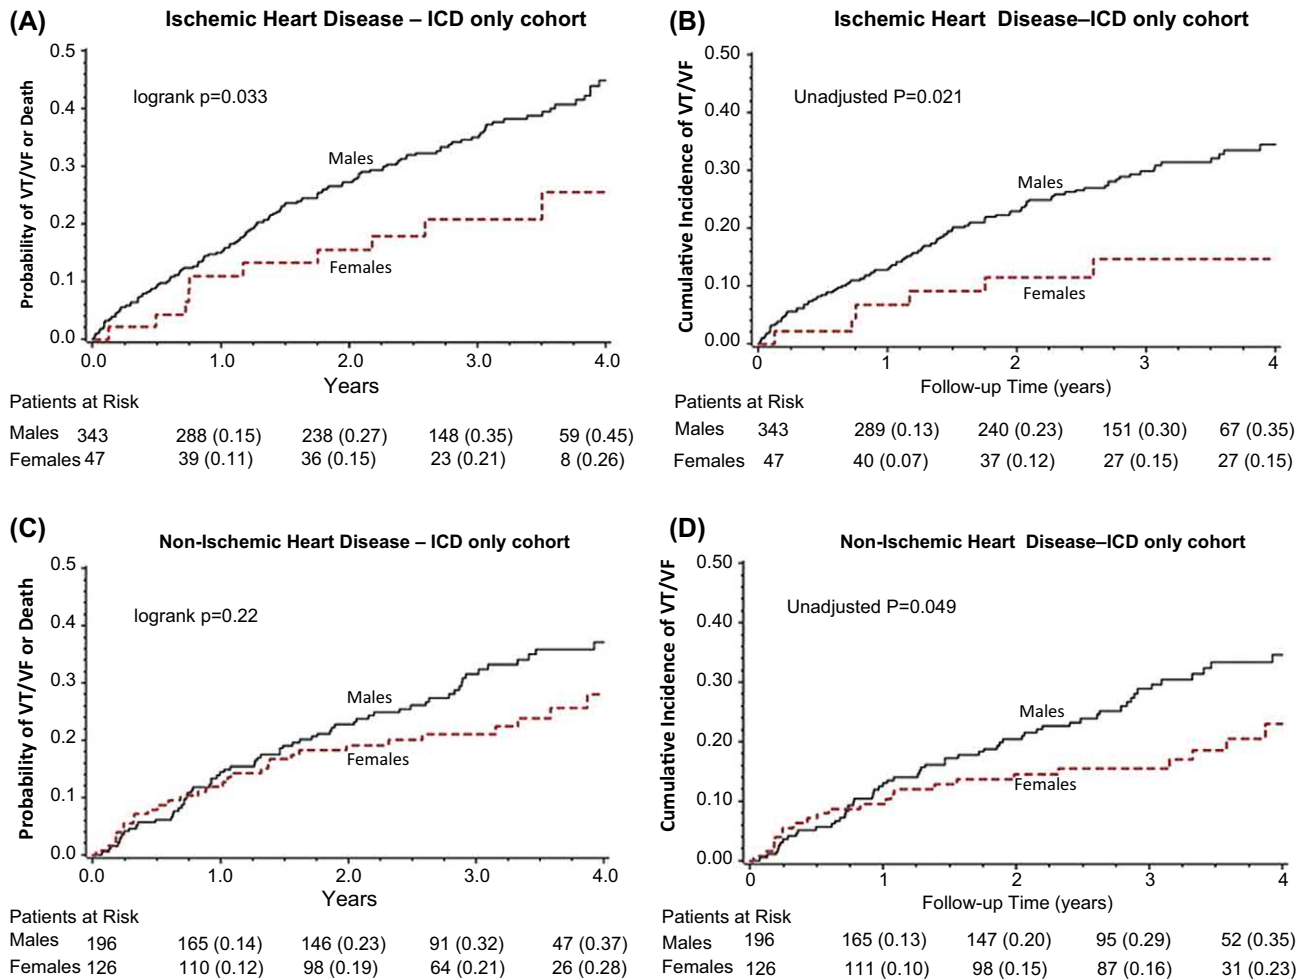 (A) Ischemic Heart Disease – ICD only cohort
Probability of VT/VF or Death
0.5
0.4
0.3
0.2
0.1
0.0
logrank p=0.033
Males
Females
0.0 1.0 2.0 3.0 4.0
Years
Patients at Risk
Males 343 288 (0.15) 238 (0.27) 148 (0.35) 59 (0.45)
Females 47 39 (0.11) 36 (0.15) 23 (0.21) 8 (0.26)
(B) Ischemic Heart Disease–ICD only cohort
Cumulative Incidence of VT/VF
0.50
0.40
0.30
0.20
0.10
0.00
Unadjusted P=0.021
Males
Females
0 1 2 3 4
Follow-up Time (years)
Patients at Risk
Males 343 289 (0.13) 240 (0.23) 151 (0.30) 67 (0.35)
Females 47 40 (0.07) 37 (0.12) 27 (0.15) 27 (0.15)
(C) Non-Ischemic Heart Disease – ICD only cohort
Probability of VT/VF or Death
0.5
0.4
0.3
0.2
0.1
0.0
logrank p=0.22
Males
Females
0.0 1.0 2.0 3.0 4.0
Years
Patients at Risk
Males 196 165 (0.14) 146 (0.23) 91 (0.32) 47 (0.37)
Females 126 110 (0.12) 98 (0.19) 64 (0.21) 26 (0.28)
(D) Non-Ischemic Heart Disease–ICD only cohort
Cumulative Incidence of VT/VF
0.50
0.40
0.30
0.20
0.10
0.00
Unadjusted P=0.049
Males
Females
0 1 2 3 4
Follow-up Time (years)
Patients at Risk
Males 196 165 (0.13) 147 (0.20) 95 (0.29) 52 (0.35)
Females 126 111 (0.10) 98 (0.15) 87 (0.16) 31 (0.23)